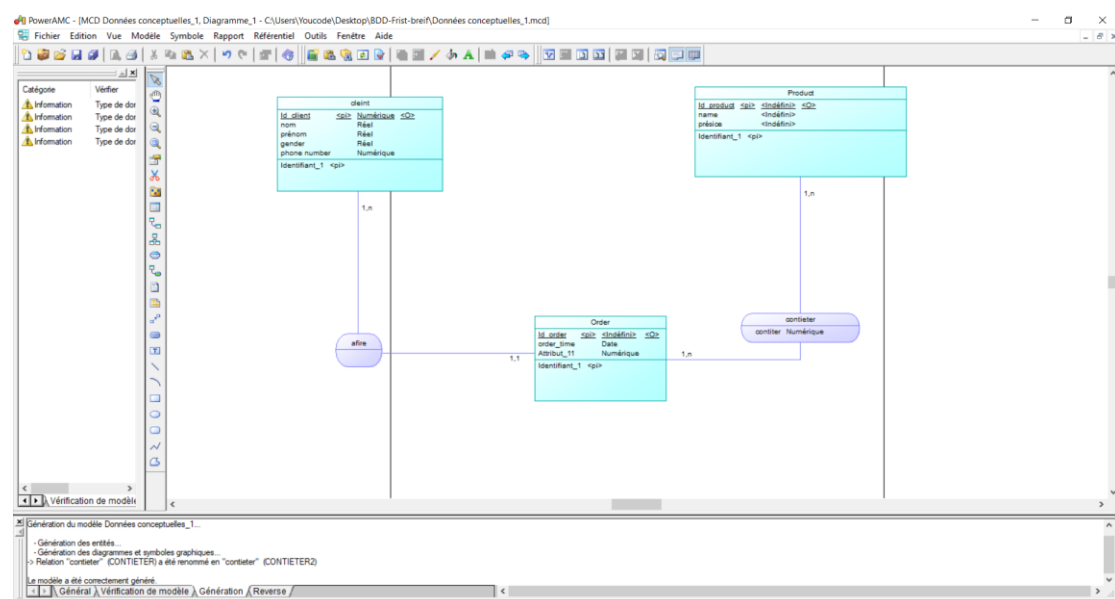 PowerAMC - [MCD Données conceptuelles_1, Diagramme_1 - C:\Users\Youcode\Desktop\BDD-Frist-breif\Données conceptuelles_1.mcd]
Fichier Edition Vue Modèle Symbole Rapport Référentiel Outils Fenêtre Aide
Catégorie Vérifier
Information Type de dor
Information Type de dor
Information Type de dor
Information Type de dor
Vérification de modèle
cleint
Id_client <pi> Numérique <O>
nom Réel
prénom Réel
gender Réel
phone number Numérique
Identifiant_1 <pi>
1,n
Product
Id_product <pi> <Indéfini> <O>
name <Indéfini>
présice <Indéfini>
Identifiant_1 <pi>
1,n
afire
1,1
Order
Id_order <pi> <Indéfini> <O>
order_time Date
Attribut_11 Numérique
Identifiant_1 <pi>
1,n
contieter
contiter Numérique
Génération du modèle Données conceptuelles_1...
- Génération des entités...
- Génération des diagrammes et symboles graphiques...
-> Relation "contieter" (CONTIETER) a été renommé en "contieter" (CONTIETER2)
Le modèle a été correctement généré.
Général Vérification de modèle Génération Reverse